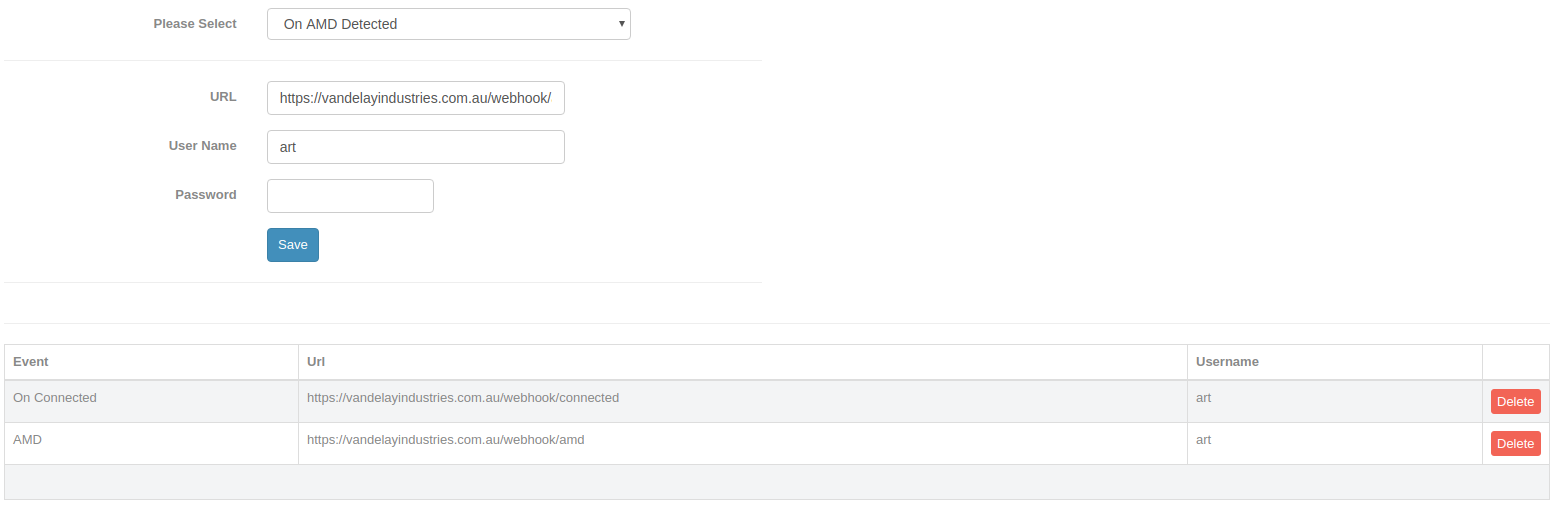 Please Select On AMD Detected
URL https://vandelayindustries.com.au/webhook/
User Name art
Password
Save
Event Url Username
On Connected https://vandelayindustries.com.au/webhook/connected art Delete
AMD https://vandelayindustries.com.au/webhook/amd art Delete